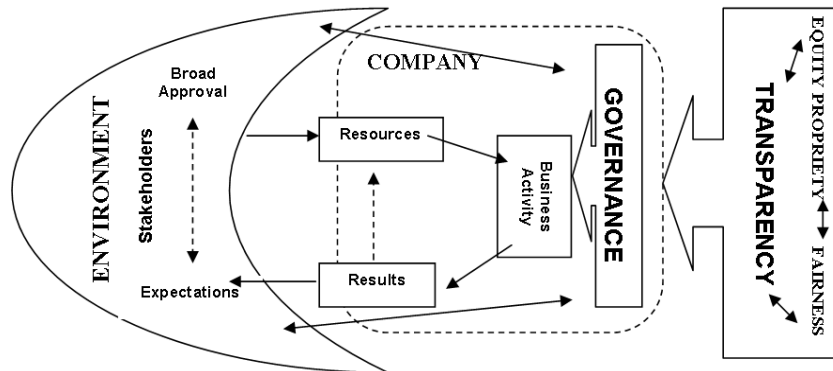 ENVIRONMENT
Stakeholders
Broad
Approval
Expectations
COMPANY
Resources
Results
Business
Activity
GOVERNANCE
TRANSPARENCY
EQUITY PROPRIETY
FAIRNESS